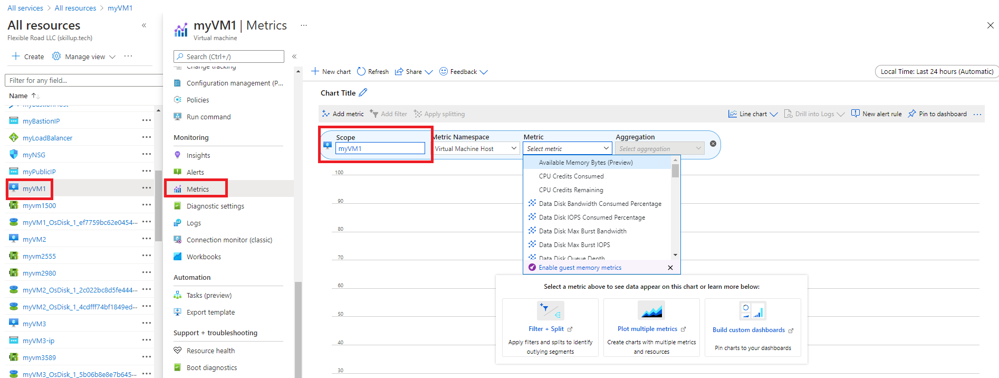 All services > All resources > myVM1
All resources
Flexible Road LLC (skillup.tech)
Create
Manage view
Filter for any field...
Name
myBastionHost
myBastionIP
myLoadBalancer
myNSG
myPublicIP
myVM1
myvm1500
myVM1_OsDisk_1_ef7759bc62e0454...
myVM2
myvm2555
myvm2980
myVM2_OsDisk_1_2c022bc8d5fe444...
myVM2_OsDisk_1_4cdfff74bf1849ed...
myVM3
myVM3-ip
myvm3589
myVM3_OsDisk_1_5b06b8e8e7b645...
myVM1 | Metrics
Virtual machine
Search (Ctrl+/)
Change tracking
Configuration management (P...
Policies
Run command
Monitoring
Insights
Alerts
Metrics
Diagnostic settings
Logs
Connection monitor (classic)
Workbooks
Automation
Tasks (preview)
Export template
Support + troubleshooting
Resource health
Boot diagnostics
New chart
Refresh
Share
Feedback
Local Time: Last 24 hours (Automatic)
Chart Title
Add metric
Add filter
Apply splitting
Line chart
Drill into Logs
New alert rule
Pin to dashboard
Scope
myVM1
Metric Namespace
Virtual Machine Host
Metric
Select metric
Aggregation
Select aggregation
Available Memory Bytes (Preview)
CPU Credits Consumed
CPU Credits Remaining
Data Disk Bandwidth Consumed Percentage
Data Disk IOPS Consumed Percentage
Data Disk Max Burst Bandwidth
Data Disk Max Burst IOPS
Data Disk Queue Depth
Enable guest memory metrics
100
90
80
70
60
50
40
30
Select a metric above to see data appear on this chart or learn more below:
Filter + Split
Apply filters and splits to identify
outlying segments
Plot multiple metrics
Create charts with multiple metrics
and resources
Build custom dashboards
Pin charts to your dashboards